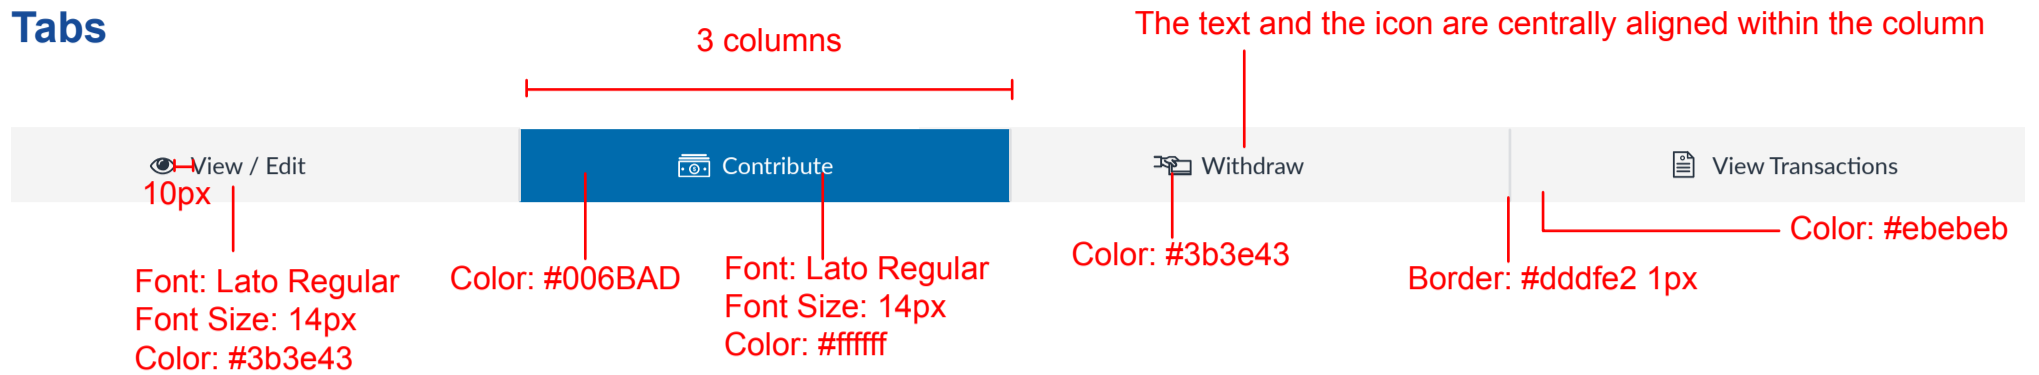 Tabs
3 columns
The text and the icon are centrally aligned within the column
View / Edit
Contribute
Withdraw
View Transactions
10px
Font: Lato Regular
Font Size: 14px
Color: #3b3e43
Color: #006BAD
Font: Lato Regular
Font Size: 14px
Color: #ffffff
Color: #3b3e43
Border: #dddfe2 1px
Color: #ebebeb